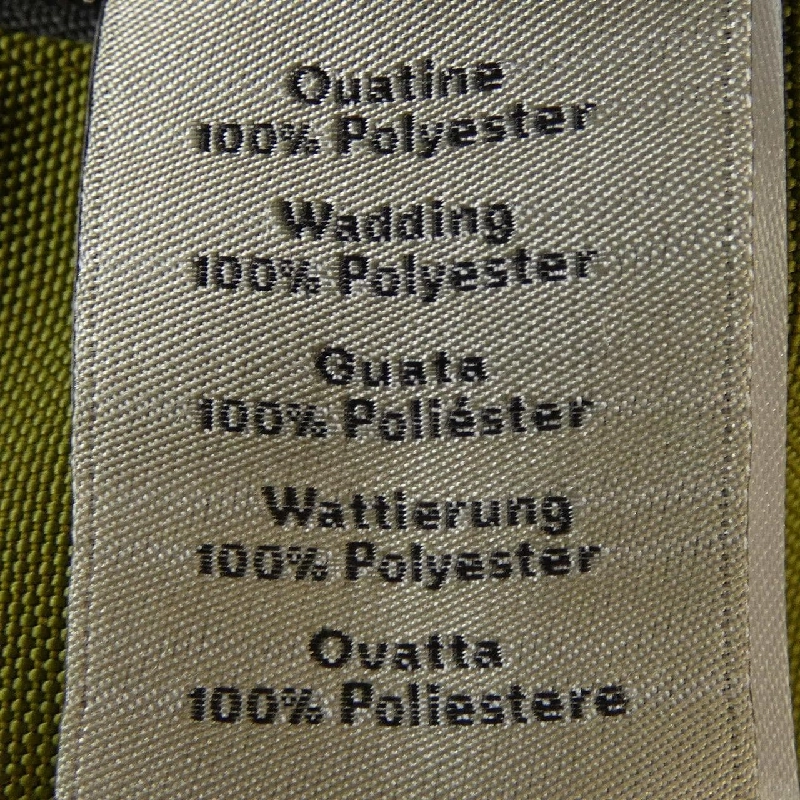 Ouatine
100% Polyester
Wadding
100% Polyester
Guata
100% Poliéster
Wattierung
100% Polyester
Ovatta
100% Poliestere